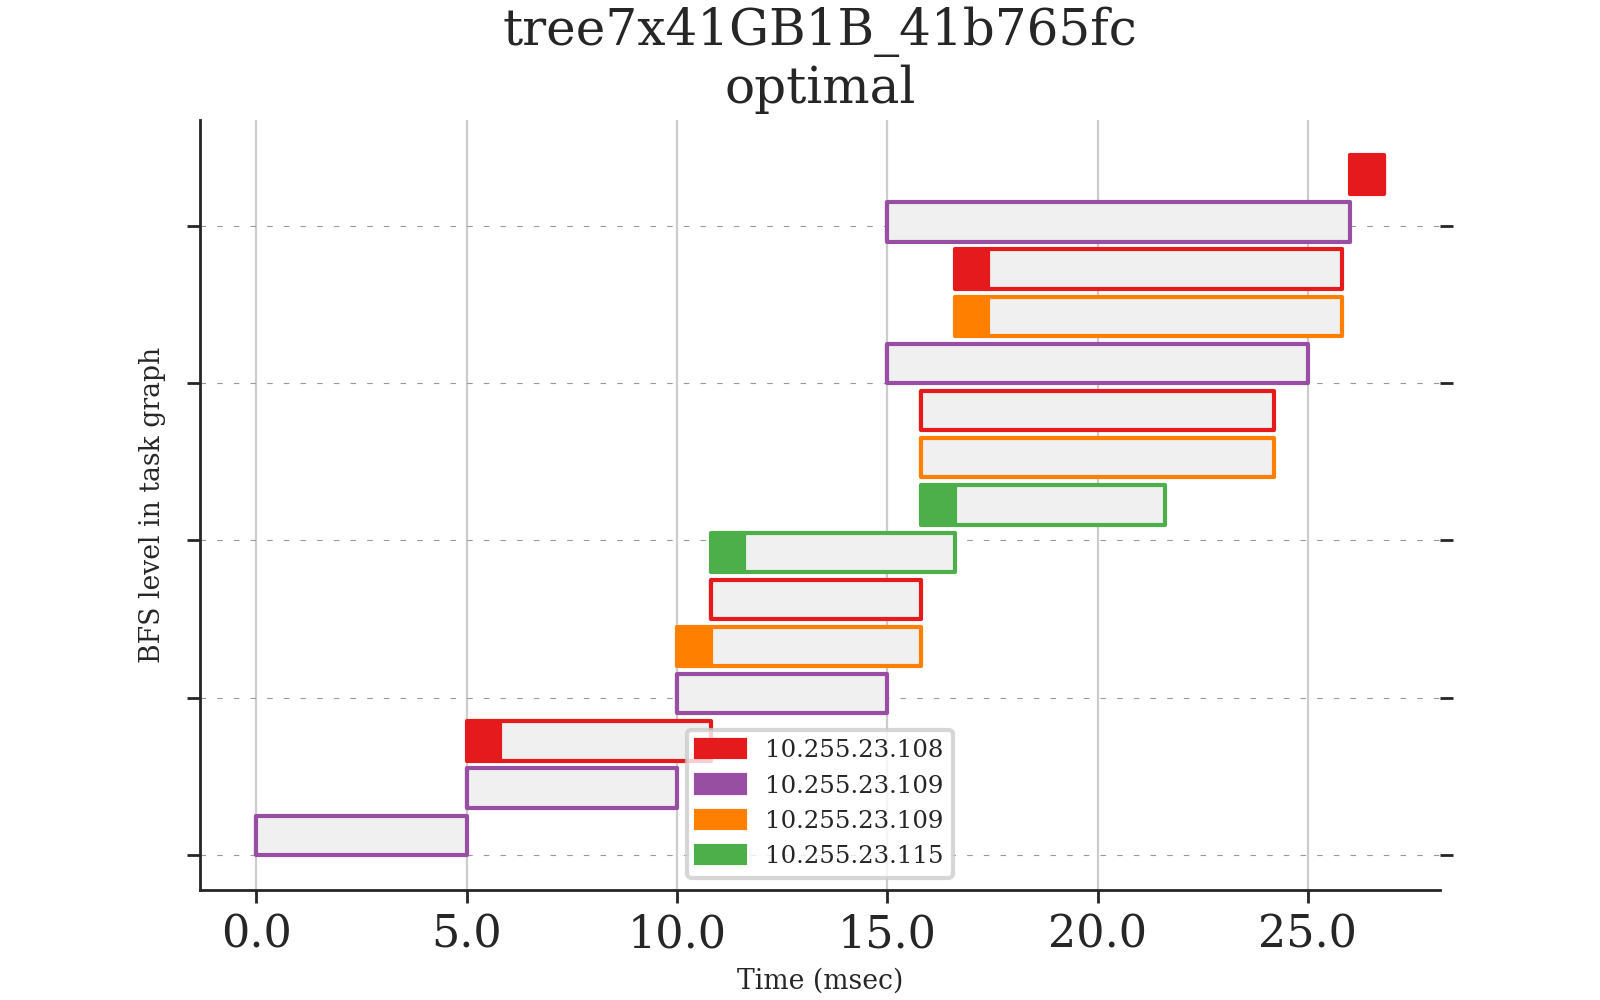 tree7x41GB1B_41b765fc
optimal
BFS level in task graph
10.255.23.108
10.255.23.109
10.255.23.109
10.255.23.115
0.0 5.0 10.0 15.0 20.0 25.0
Time (msec)